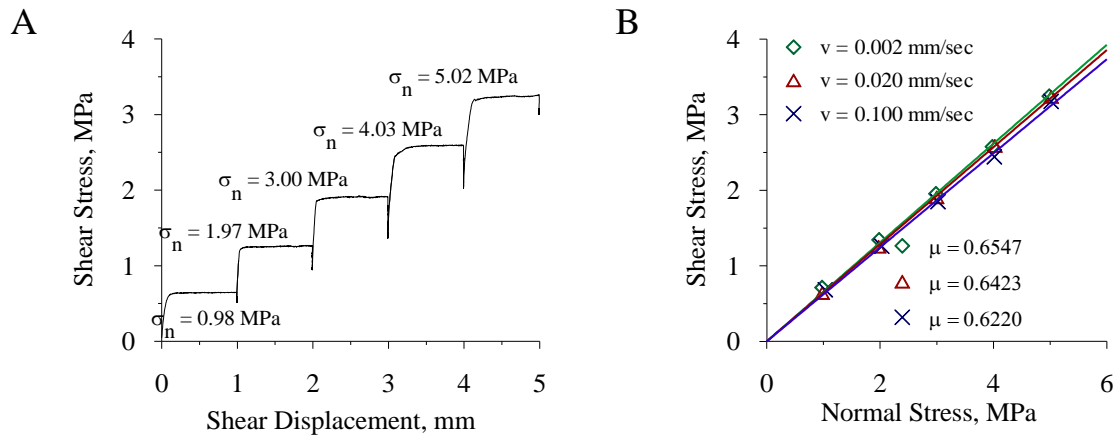 A
Shear Stress, MPa
4
3
2
1
0
σn = 5.02 MPa
σn = 4.03 MPa
σn = 3.00 MPa
σn = 1.97 MPa
σn = 0.98 MPa
0 1 2 3 4 5
Shear Displacement, mm
B
Shear Stress, MPa
4
3
2
1
0
v = 0.002 mm/sec
v = 0.020 mm/sec
v = 0.100 mm/sec
μ = 0.6547
μ = 0.6423
μ = 0.6220
0 2 4 6
Normal Stress, MPa